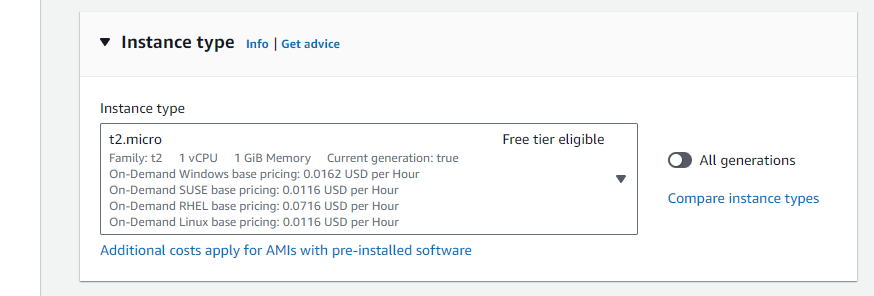 Instance type Info | Get advice
Instance type
t2.micro Free tier eligible
Family: t2 1 vCPU 1 GiB Memory Current generation: true
On-Demand Windows base pricing: 0.0162 USD per Hour
On-Demand SUSE base pricing: 0.0116 USD per Hour
On-Demand RHEL base pricing: 0.0716 USD per Hour
On-Demand Linux base pricing: 0.0116 USD per Hour
All generations
Compare instance types
Additional costs apply for AMIs with pre-installed software